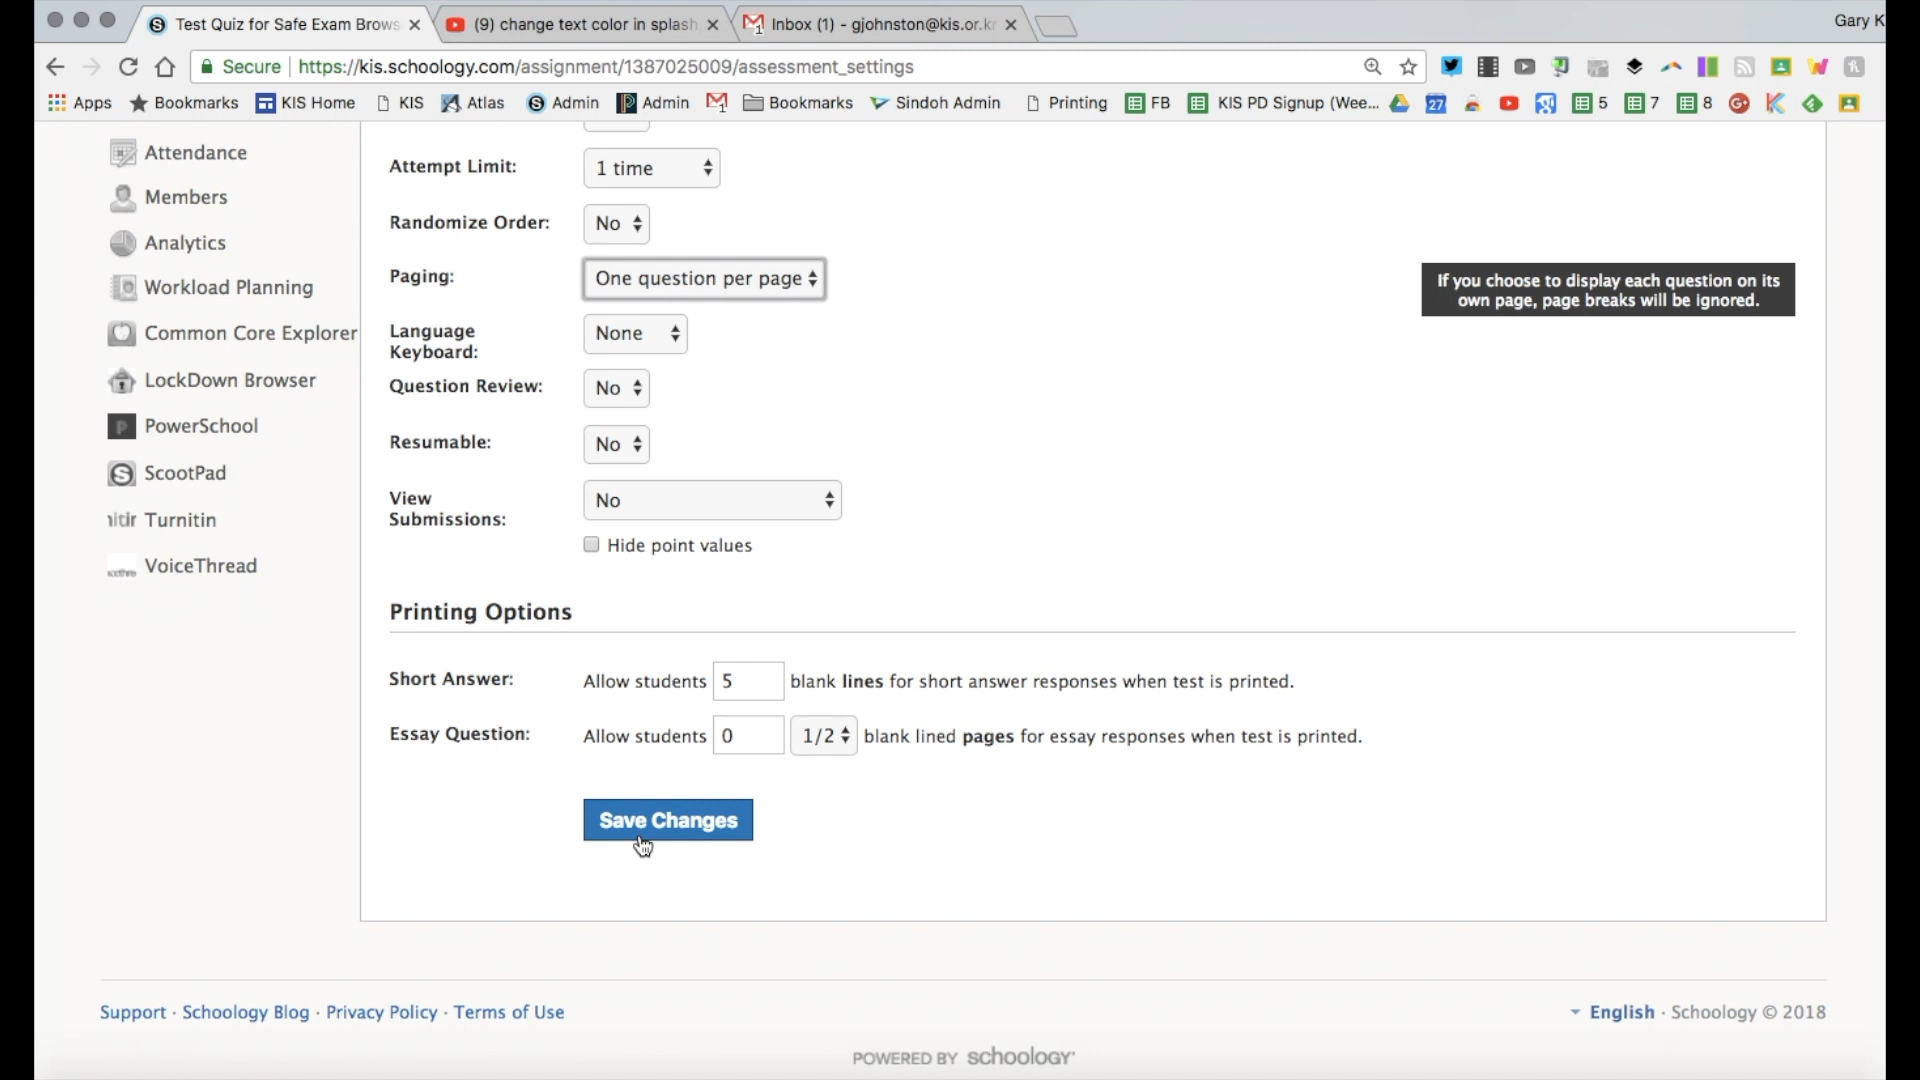 Test Quiz for Safe Exam Brows
(9) change text color in splash
Inbox (1) - gjohnston@kis.or.kr
Gary K
Secure https://kis.schoology.com/assignment/1387025009/assessment_settings
Apps Bookmarks KIS Home KIS Atlas Admin Admin Bookmarks Sindoh Admin Printing FB KIS PD Signup (Wee... 27 5 7 8
Attendance
Members
Analytics
Workload Planning
Common Core Explorer
LockDown Browser
PowerSchool
ScootPad
Turnitin
VoiceThread
Attempt Limit: 1 time
Randomize Order: No
Paging: One question per page
If you choose to display each question on its
own page, page breaks will be ignored.
Language
Keyboard: None
Question Review: No
Resumable: No
View
Submissions: No
Hide point values
Printing Options
Short Answer: Allow students 5 blank lines for short answer responses when test is printed.
Essay Question: Allow students 0 1/2 blank lined pages for essay responses when test is printed.
Save Changes
Support · Schoology Blog · Privacy Policy · Terms of Use
English · Schoology © 2018
POWERED BY schoology